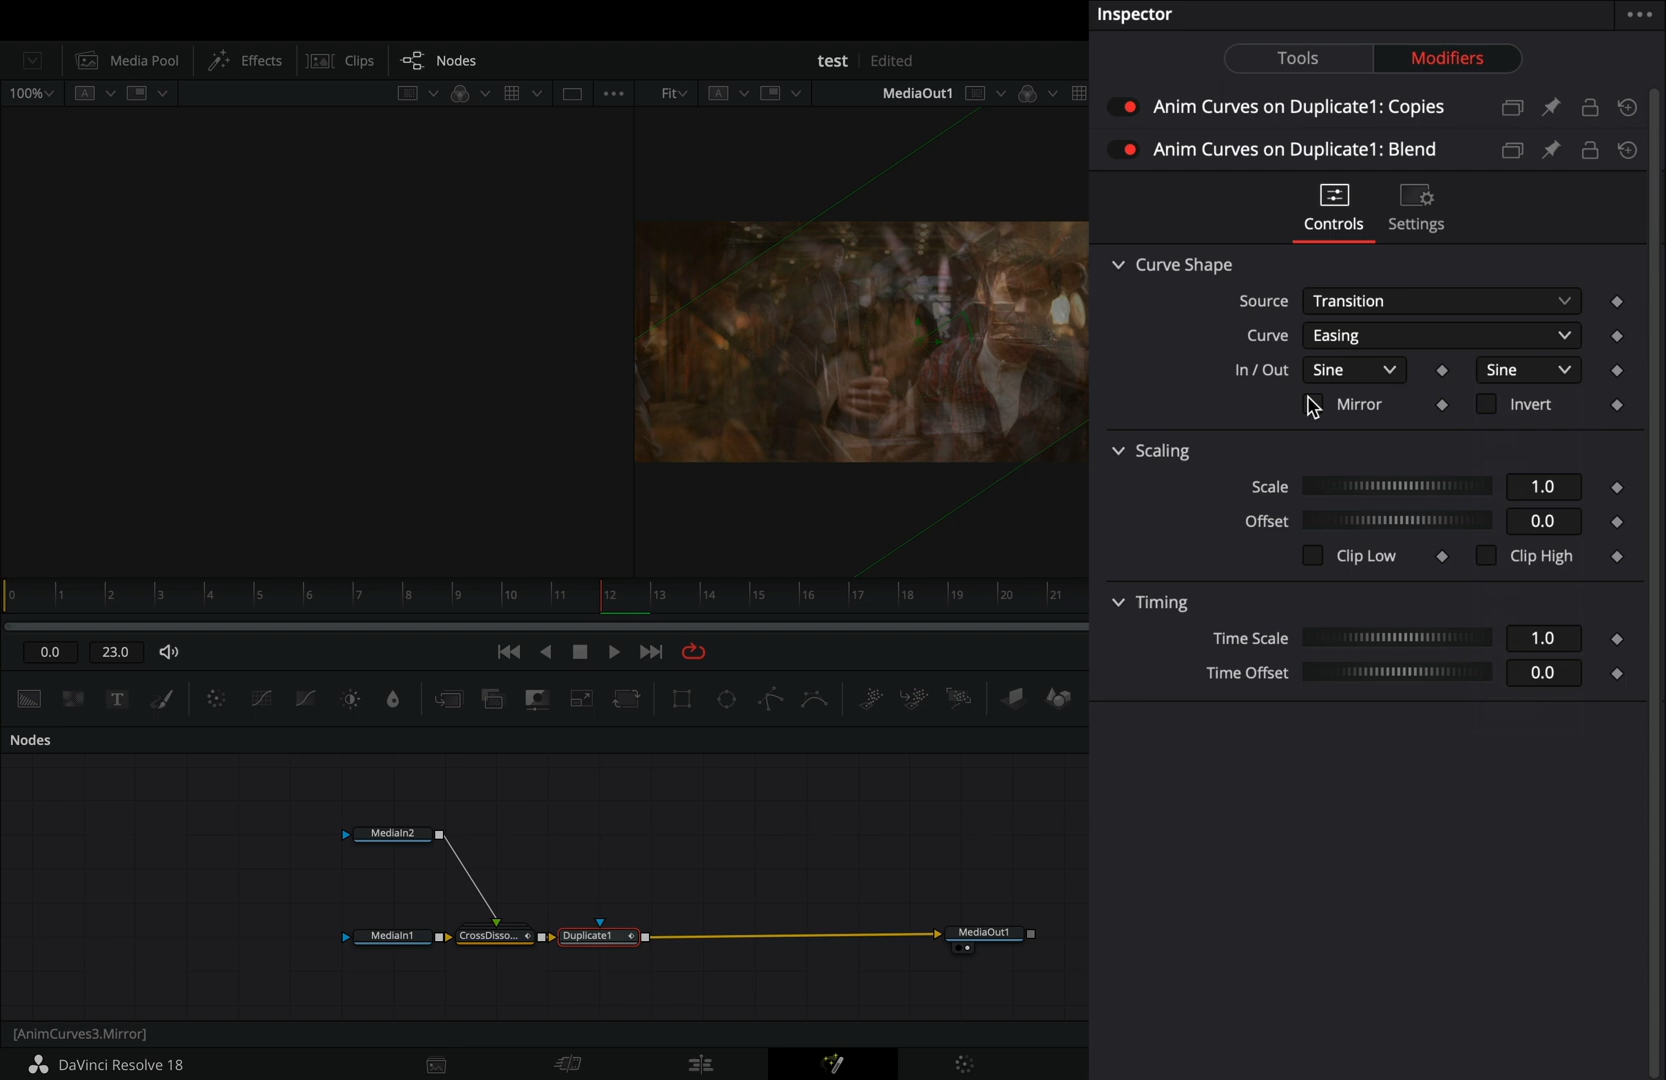 Inspector
Media Pool
Effects
Clips
Nodes
test
Edited
Tools
Modifiers
100%
A
Fit
A
MediaOut1
Anim Curves on Duplicate1: Copies
Anim Curves on Duplicate1: Blend
Controls
Settings
Curve Shape
Source
Transition
Curve
Easing
In / Out
Sine
Sine
Mirror
Invert
Scaling
Scale
1.0
Offset
0.0
Clip Low
Clip High
0 1 2 3 4 5 6 7 8 9 10 11 12 13 14 15 16 17 18 19 20 21
Timing
Time Scale
1.0
0.0
23.0
Time Offset
0.0
T
Nodes
MediaIn2
MediaIn1
CrossDisso...
Duplicate1
MediaOut1
[AnimCurves3.Mirror]
DaVinci Resolve 18